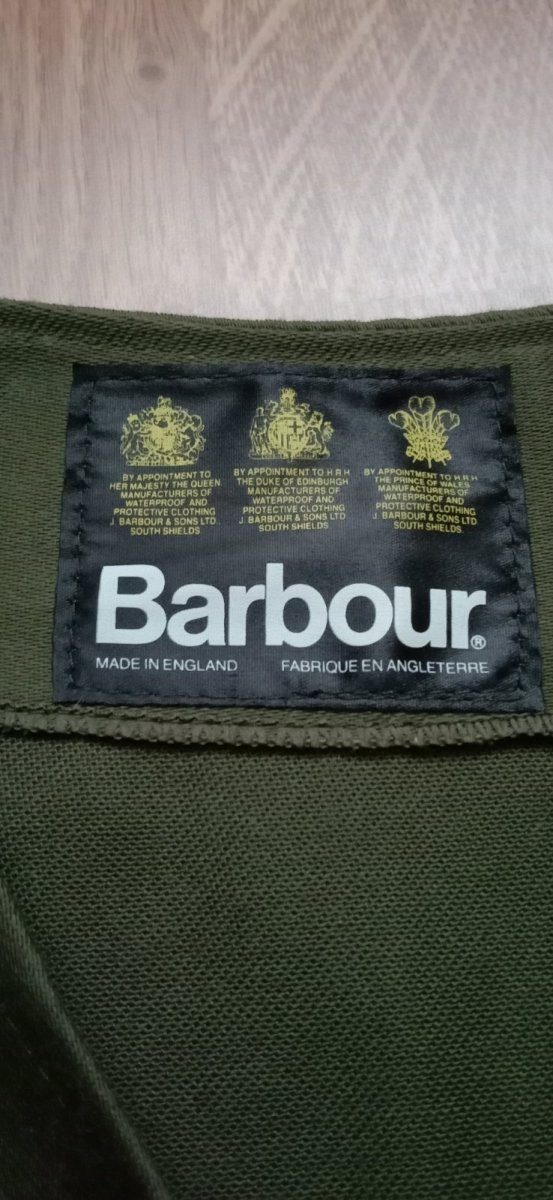 BY APPOINTMENT TO
HER MAJESTY THE QUEEN
MANUFACTURERS OF
WATERPROOF AND
PROTECTIVE CLOTHING
J. BARBOUR & SONS LTD.
SOUTH SHIELDS
BY APPOINTMENT TO H R H
THE DUKE OF EDINBURGH
MANUFACTURERS OF
WATERPROOF AND
PROTECTIVE CLOTHING
J. BARBOUR & SONS LTD
SOUTH SHIELDS
BY APPOINTMENT TO H R H
THE PRINCE OF WALES
MANUFACTURERS OF
WATERPROOF AND
PROTECTIVE CLOTHING
J. BARBOUR & SONS LTD
SOUTH SHIELDS
Barbour®
MADE IN ENGLAND FABRIQUE EN ANGLETERRE